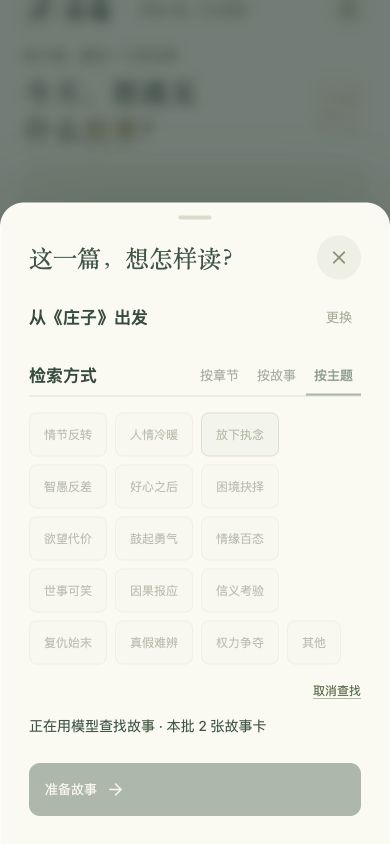 这一篇，想怎样读？
从《庄子》出发
更换
检索方式
按章节
按故事
按主题
情节反转
人情冷暖
放下执念
智愚反差
好心之后
困境抉择
欲望代价
鼓起勇气
情缘百态
世事可笑
因果报应
信义考验
复仇始末
真假难辨
权力争夺
其他
取消查找
正在用模型查找故事 · 本批 2 张故事卡
准备故事 →